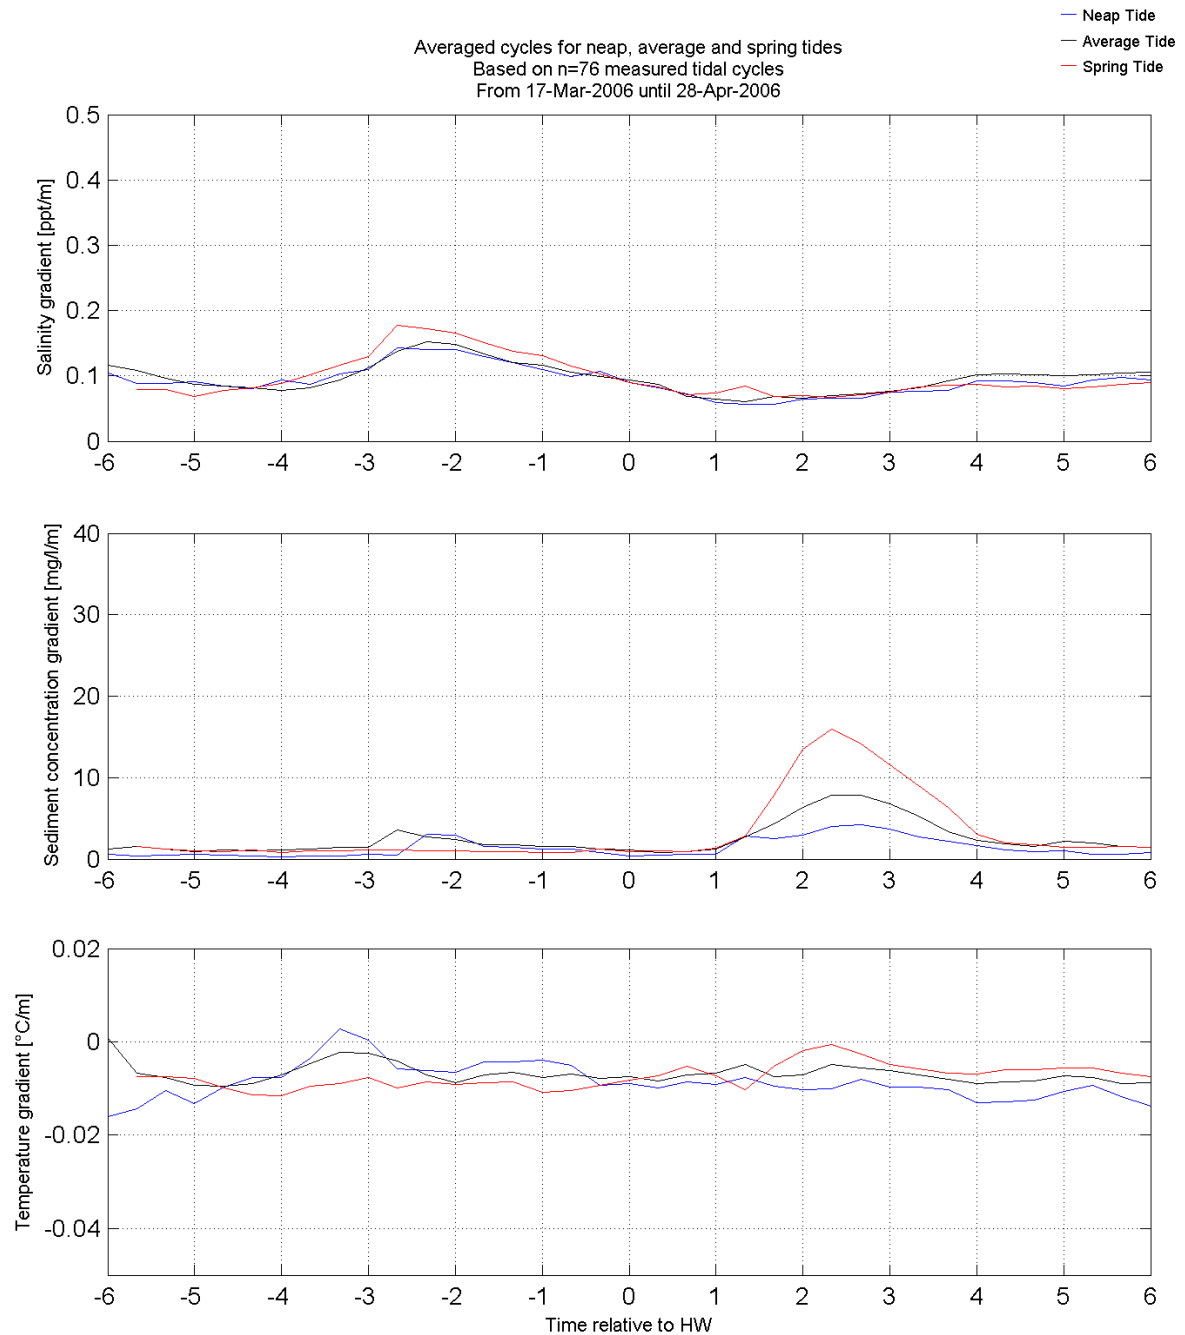 Neap Tide
Average Tide
Spring Tide
Averaged cycles for neap, average and spring tides
Based on n=76 measured tidal cycles
From 17-Mar-2006 until 28-Apr-2006
Salinity gradient [ppt/m]
0.5
0.4
0.3
0.2
0.1
0
-6 -5 -4 -3 -2 -1 0 1 2 3 4 5 6
Sediment concentration gradient [mg/l/m]
40
30
20
10
0
-6 -5 -4 -3 -2 -1 0 1 2 3 4 5 6
Temperature gradient [°C/m]
0.02
0
-0.02
-0.04
-6 -5 -4 -3 -2 -1 0 1 2 3 4 5 6
Time relative to HW